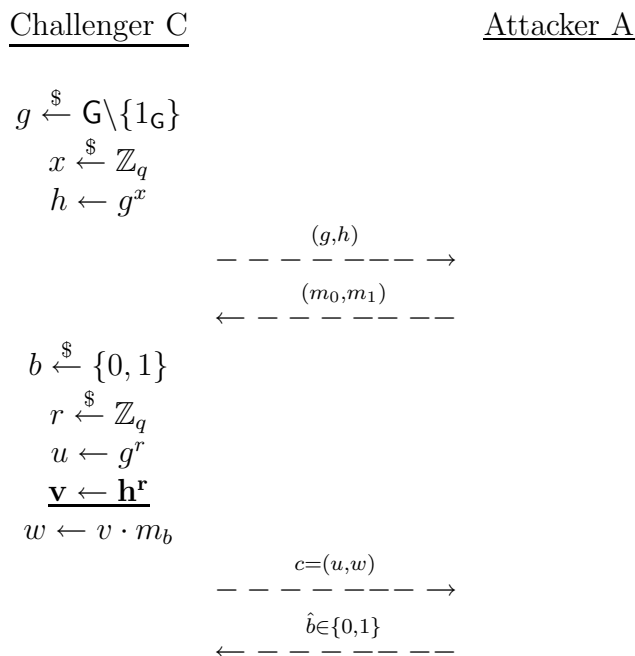 Challenger C Attacker A
g ←$ G\{1_G}
x ←$ ℤ_q
h ← g^x
(g,h)
− − − − − −− →
(m_0,m_1)
← − − − − − −−
b ←$ {0, 1}
r ←$ ℤ_q
u ← g^r
v ← h^r
w ← v · m_b
c=(u,w)
− − − − − −− →
b̂∈{0,1}
← − − − − − −−